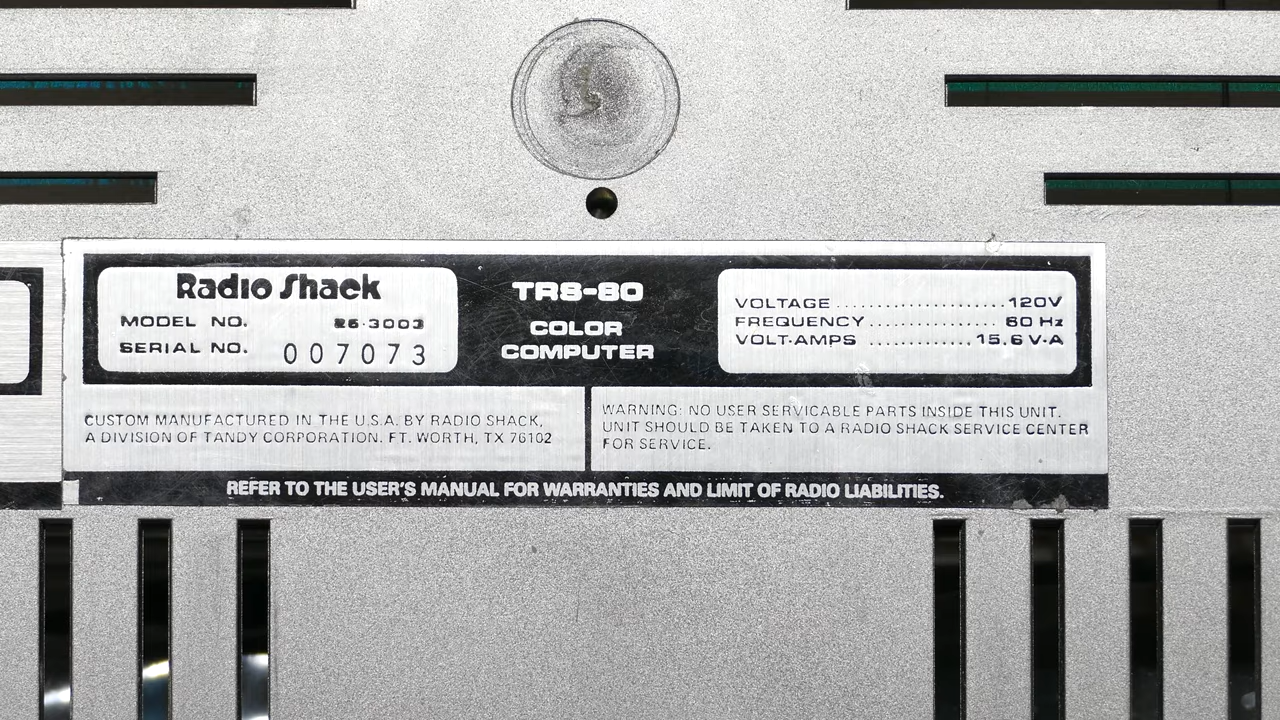 Radio Shack
MODEL NO. 26-3003
SERIAL NO. 007073
TRS-80
COLOR
COMPUTER
VOLTAGE ....................120V
FREQUENCY ............... 60 Hz
VOLT-AMPS ............15.6 V-A
CUSTOM MANUFACTURED IN THE U.S.A. BY RADIO SHACK,
A DIVISION OF TANDY CORPORATION. FT. WORTH, TX 76102
WARNING: NO USER SERVICABLE PARTS INSIDE THIS UNIT.
UNIT SHOULD BE TAKEN TO A RADIO SHACK SERVICE CENTER
FOR SERVICE.
REFER TO THE USER'S MANUAL FOR WARRANTIES AND LIMIT OF RADIO LIABILITIES.